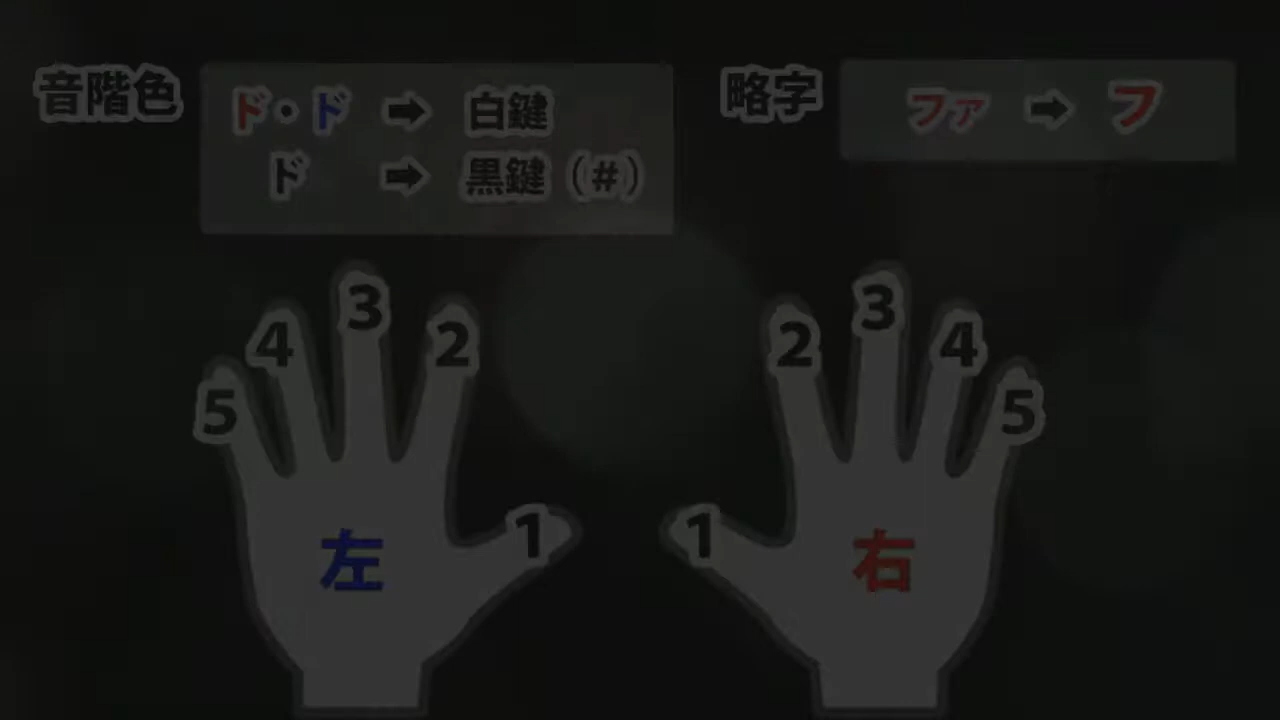 音階色
ド・ド ➡ 白鍵
ド ➡ 黒鍵（#）
略字
ファ ➡ フ
5 4 3 2 1
左
1 2 3 4 5
右